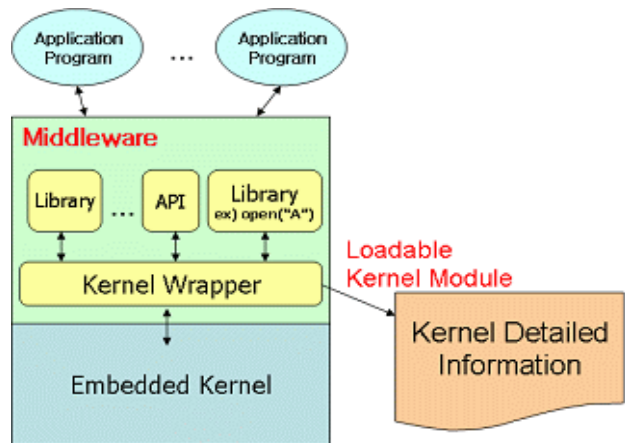 Application
Program
...
Application
Program
Middleware
Library
...
API
Library
ex) open("A")
Kernel Wrapper
Loadable
Kernel Module
Kernel Detailed
Information
Embedded Kernel